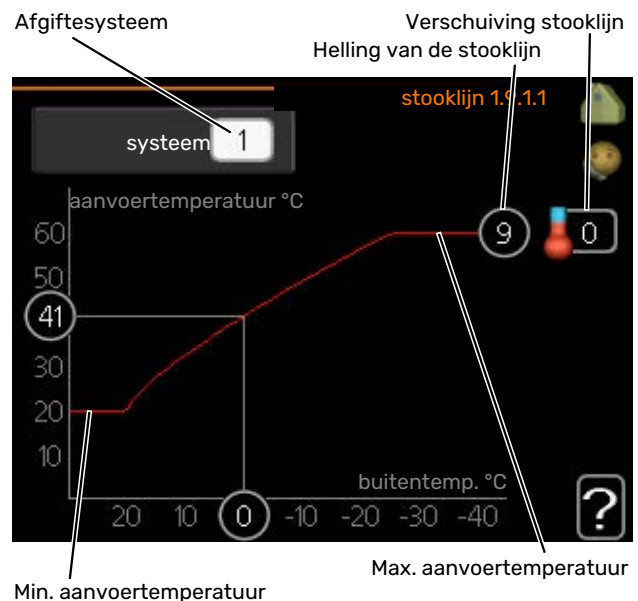 Afgiftesysteem
Verschuiving stooklijn
Helling van de stooklijn
stooklijn 1.9.1.1
systeem 1
aanvoertemperatuur °C
60
9
0
50
41
30
20
10
buitentemp. °C
20 10 0 -10 -20 -30 -40
?
Max. aanvoertemperatuur
Min. aanvoertemperatuur